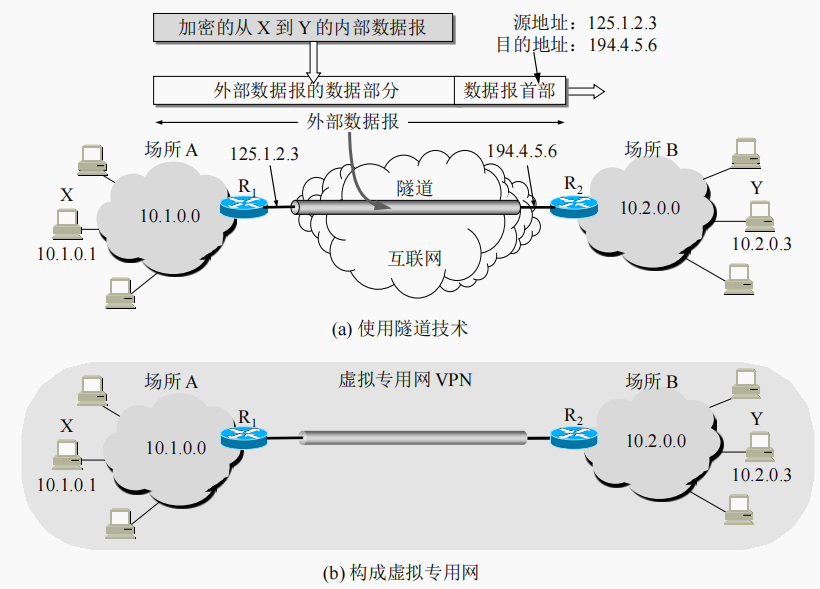 加密的从 X 到 Y 的内部数据报
源地址：125.1.2.3
目的地址：194.4.5.6
外部数据报的数据部分
数据报首部
外部数据报
场所 A
125.1.2.3
194.4.5.6
场所 B
X
R1
隧道
R2
Y
10.1.0.0
10.2.0.0
10.1.0.1
互联网
10.2.0.3
(a) 使用隧道技术
场所 A
虚拟专用网 VPN
场所 B
X
R1
R2
Y
10.1.0.0
10.2.0.0
10.1.0.1
10.2.0.3
(b) 构成虚拟专用网